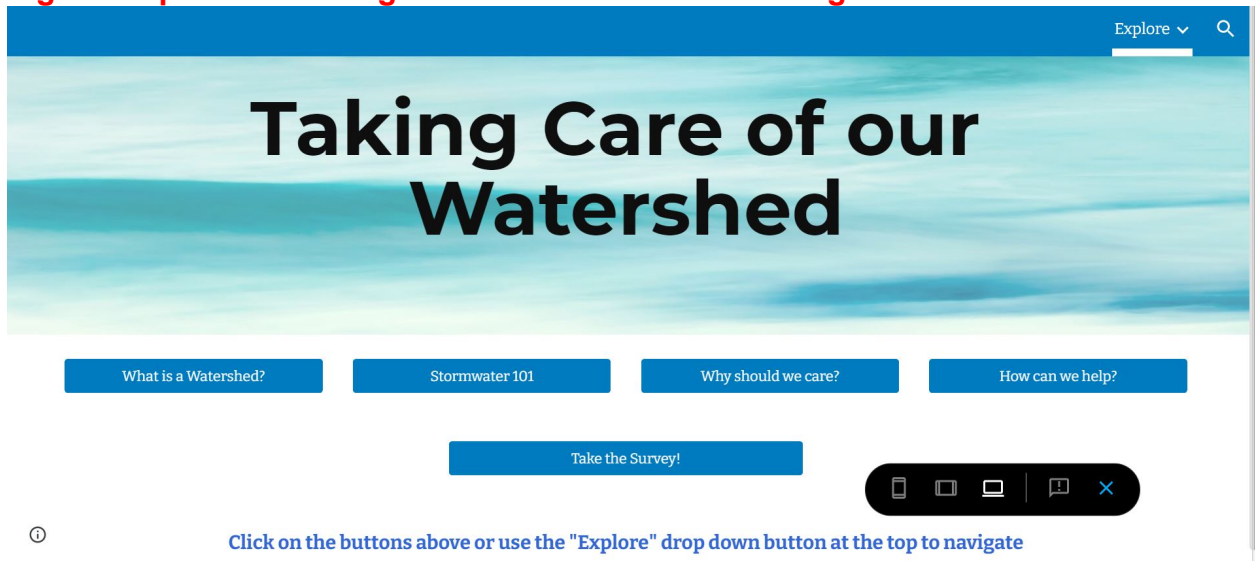 Explore
Taking Care of our
Watershed
What is a Watershed?
Stormwater 101
Why should we care?
How can we help?
Take the Survey!
Click on the buttons above or use the "Explore" drop down button at the top to navigate